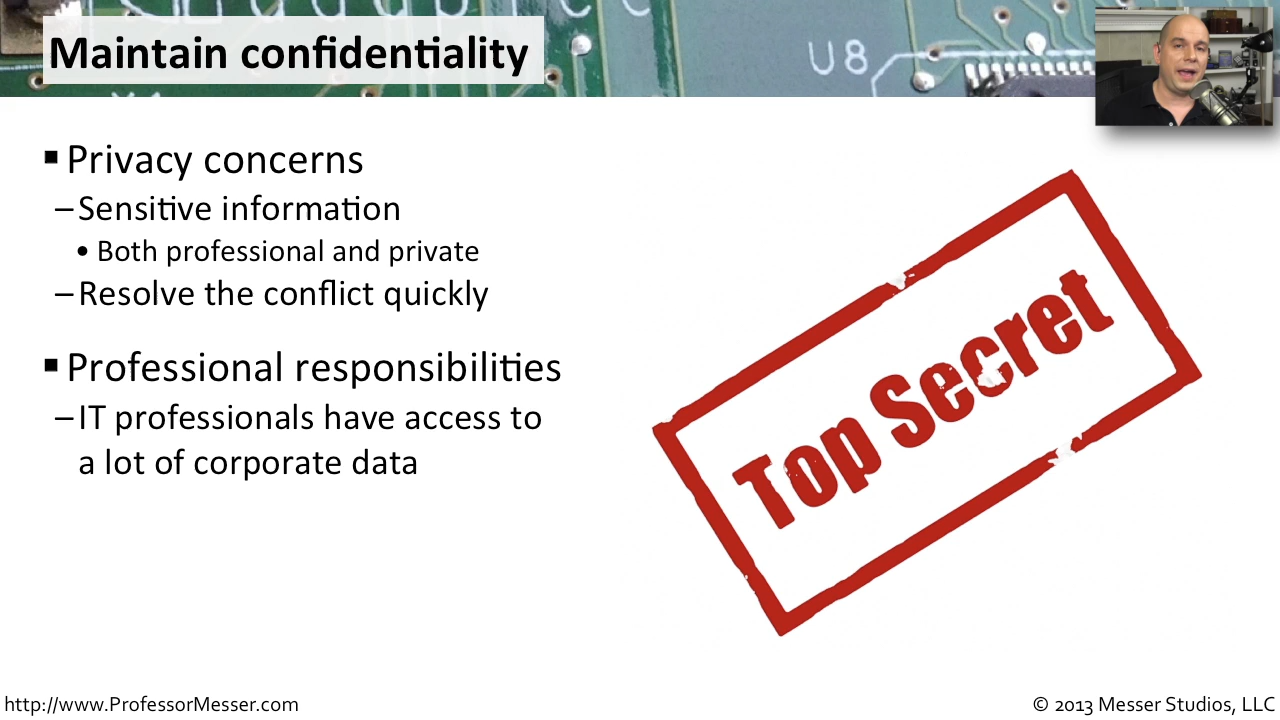 Maintain confidentiality
U8
Privacy concerns
–Sensitive information
• Both professional and private
–Resolve the conflict quickly
Professional responsibilities
–IT professionals have access to
a lot of corporate data
Top Secret
http://www.ProfessorMesser.com
© 2013 Messer Studios, LLC